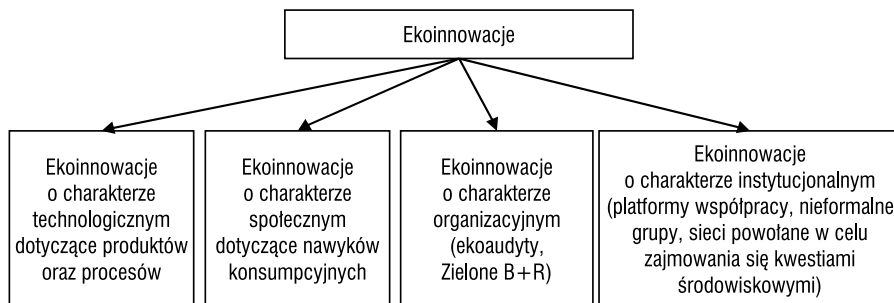 Ekoinnowacje
Ekoinnowacje
o charakterze
technologicznym
dotyczące produktów
oraz procesów
Ekoinnowacje
o charakterze
społecznym
dotyczące nawyków
konsumpcyjnych
Ekoinnowacje
o charakterze
organizacyjnym
(ekoaudyty,
Zielone B+R)
Ekoinnowacje
o charakterze instytucjonalnym
(platformy współpracy, nieformalne
grupy, sieci powołane w celu
zajmowania się kwestiami
środowiskowymi)